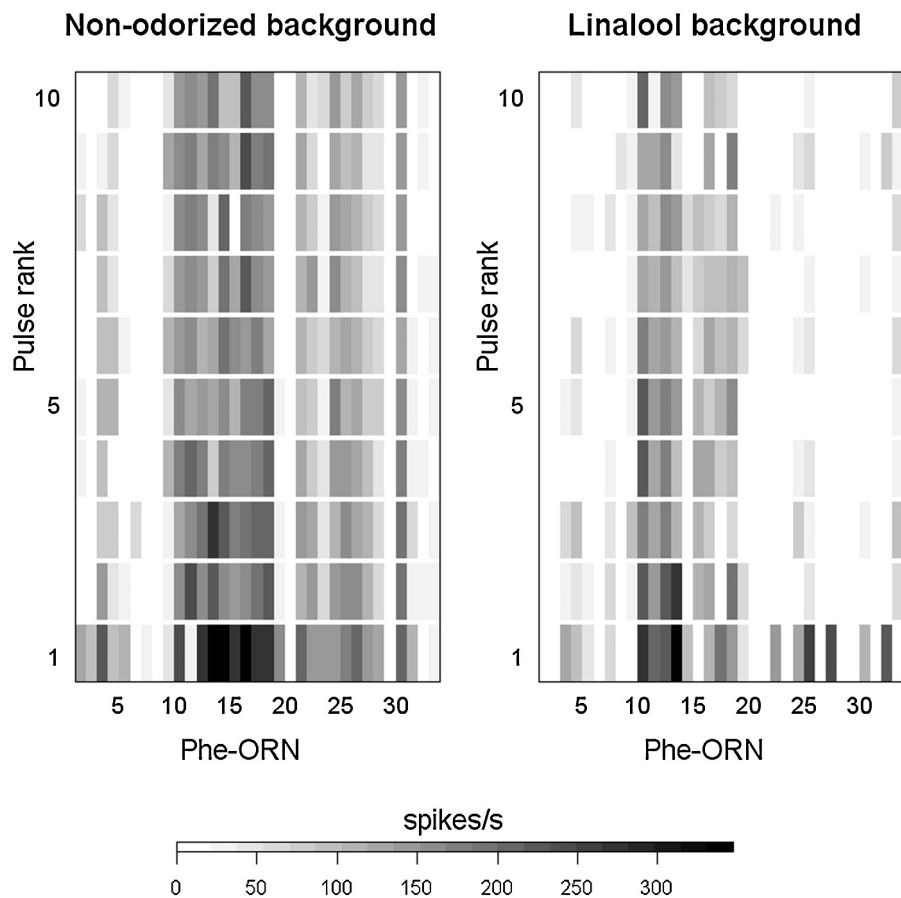 Non-odorized background
Linalool background
10
5
1
Pulse rank
Pulse rank
10
5
1
5 10 15 20 25 30
5 10 15 20 25 30
Phe-ORN
Phe-ORN
spikes/s
0 50 100 150 200 250 300